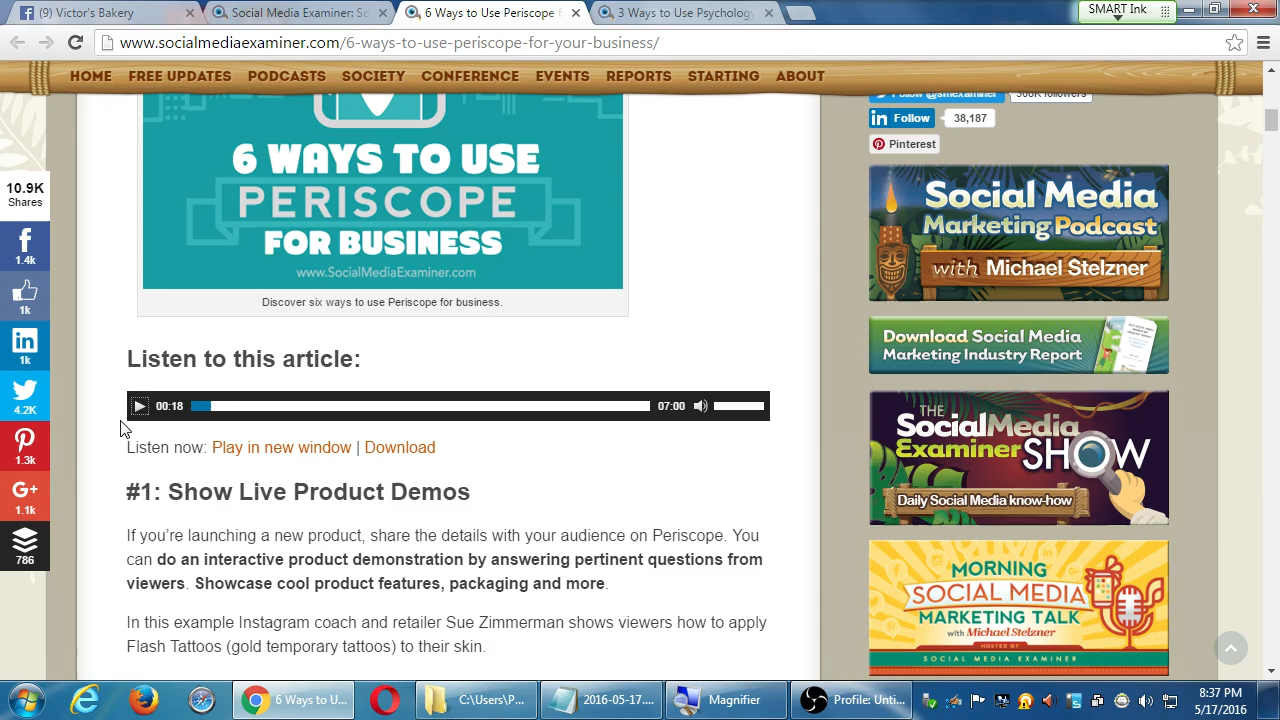 (9) Victor's Bakery
Social Media Examiner: So
6 Ways to Use Periscope f
3 Ways to Use Psychology
SMART Ink
www.socialmediaexaminer.com/6-ways-to-use-periscope-for-your-business/
HOME FREE UPDATES PODCASTS SOCIETY CONFERENCE EVENTS REPORTS STARTING ABOUT
Follow @smexaminer
Follow
38,187
Pinterest
10.9K
Shares
1.4k
1k
1k
4.2K
1.3k
G+
1.1k
786
6 WAYS TO USE
PERISCOPE
FOR BUSINESS
www.SocialMediaExaminer.com
Discover six ways to use Periscope for business.
Listen to this article:
00:18
07:00
Listen now: Play in new window | Download
#1: Show Live Product Demos
If you're launching a new product, share the details with your audience on Periscope. You
can do an interactive product demonstration by answering pertinent questions from
viewers. Showcase cool product features, packaging and more.
In this example Instagram coach and retailer Sue Zimmerman shows viewers how to apply
Flash Tattoos (gold temporary tattoos) to their skin.
Social Media
Marketing Podcast
with Michael Stelzner
Download Social Media
Marketing Industry Report
THE
SocialMedia
Examiner SHOW
Daily Social Media know-how
MORNING
SOCIAL MEDIA
MARKETING TALK
with Michael Stelzner
HOSTED BY
SOCIAL MEDIA EXAMINER
6 Ways to U...
C:\Users\P...
2016-05-17....
Magnifier
Profile: Unti...
8:37 PM
5/17/2016